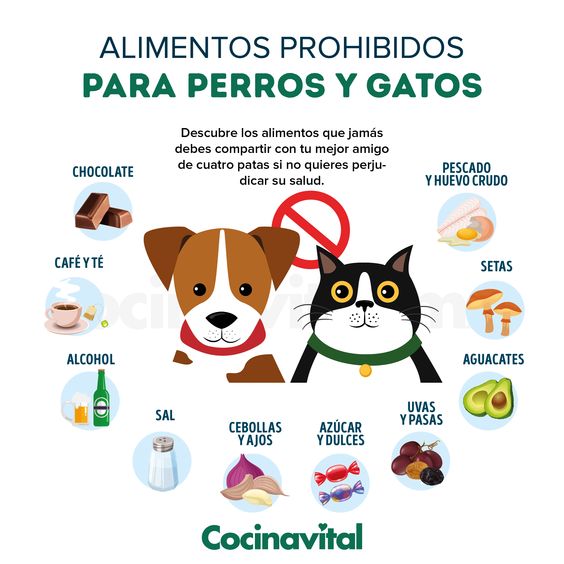 ALIMENTOS PROHIBIDOS
PARA PERROS Y GATOS
Descubre los alimentos que jamás
debes compartir con tu mejor amigo
de cuatro patas si no quieres perju-
dicar su salud.
CHOCOLATE
PESCADO
Y HUEVO CRUDO
CAFÉ Y TÉ
SETAS
ALCOHOL
AGUACATES
SAL
CEBOLLAS
Y AJOS
AZÚCAR
Y DULCES
UVAS
Y PASAS
Cocinavital